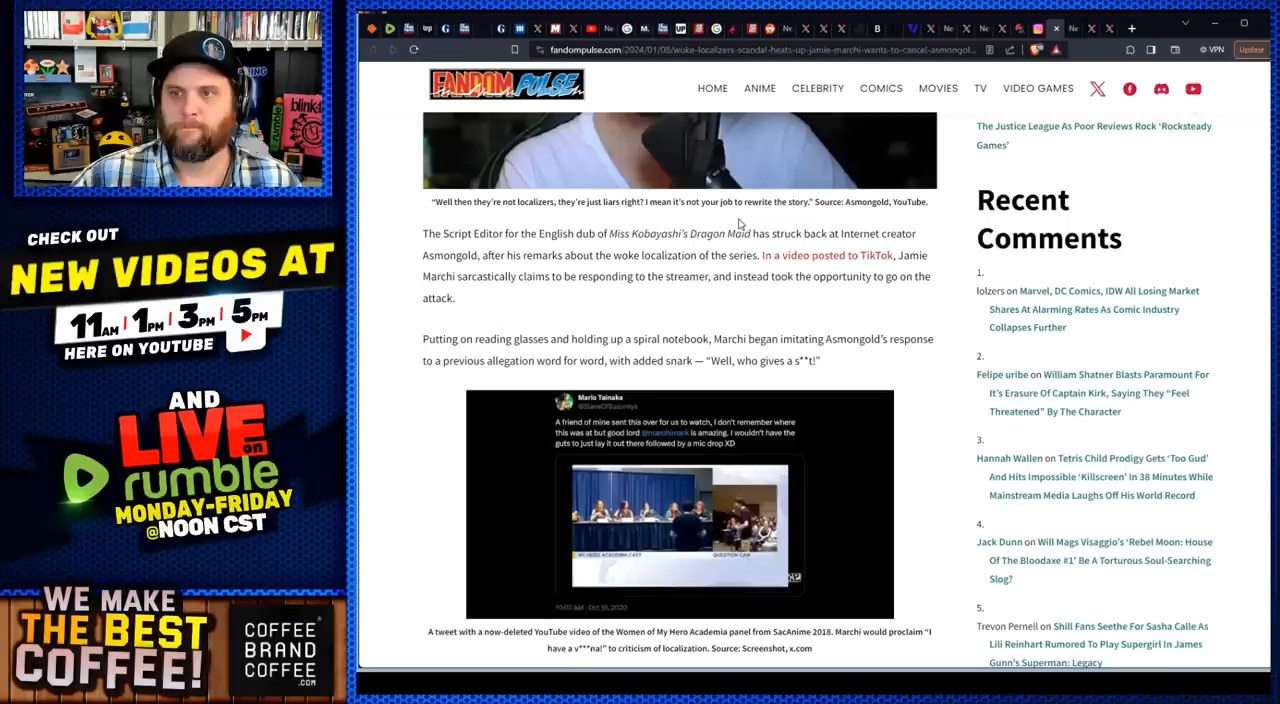 CHECK OUT
NEW VIDEOS AT
11AM | 1PM | 3PM | 5PM
HERE ON YOUTUBE
AND
LIVE on
rumble
MONDAY-FRIDAY
@NOON CST
WE MAKE
THE BEST
COFFEE!
COFFEE
BRAND
COFFEE
.COM
fandompulse.com/2024/01/08/woke-localizers-scandal-heats-up-jamie-marchi-wants-to-cancel-asmongol...
VPN
Update
FANDOM PULSE
HOME ANIME CELEBRITY COMICS MOVIES TV VIDEO GAMES
"Well then they're not localizers, they're just liars right? I mean it's not your job to rewrite the story." Source: Asmongold, YouTube.
The Script Editor for the English dub of Miss Kobayashi's Dragon Maid has struck back at Internet creator
Asmongold, after his remarks about the woke localization of the series. In a video posted to TikTok, Jamie
Marchi sarcastically claims to be responding to the streamer, and instead took the opportunity to go on the
attack.
Putting on reading glasses and holding up a spiral notebook, Marchi began imitating Asmongold's response
to a previous allegation word for word, with added snark — "Well, who gives a s**t!"
Mario Tainaka
@SlaveOfSuzumiya
A friend of mine sent this over for us to watch, I don't remember where
this was at but good lord @marchimark is amazing. I wouldn't have the
guts to just lay it out there followed by a mic drop XD
MY HERO ACADEMIA CAST
QUESTION CAM
10:03 AM · Oct 19, 2020
A tweet with a now-deleted YouTube video of the Women of My Hero Academia panel from SacAnime 2018. Marchi would proclaim "I
have a v***na!" to criticism of localization. Source: Screenshot, x.com
The Justice League As Poor Reviews Rock 'Rocksteady
Games'
Recent
Comments
1.
lolzers on Marvel, DC Comics, IDW All Losing Market
Shares At Alarming Rates As Comic Industry
Collapses Further
2.
Felipe uribe on William Shatner Blasts Paramount For
It's Erasure Of Captain Kirk, Saying They "Feel
Threatened" By The Character
3.
Hannah Wallen on Tetris Child Prodigy Gets 'Too Gud'
And Hits Impossible 'Killscreen' In 38 Minutes While
Mainstream Media Laughs Off His World Record
4.
Jack Dunn on Will Mags Visaggio's 'Rebel Moon: House
Of The Bloodaxe #1' Be A Torturous Soul-Searching
Slog?
5.
Trevon Pernell on Shill Fans Seethe For Sasha Calle As
Lili Reinhart Rumored To Play Supergirl In James
Gunn's Superman: Legacy